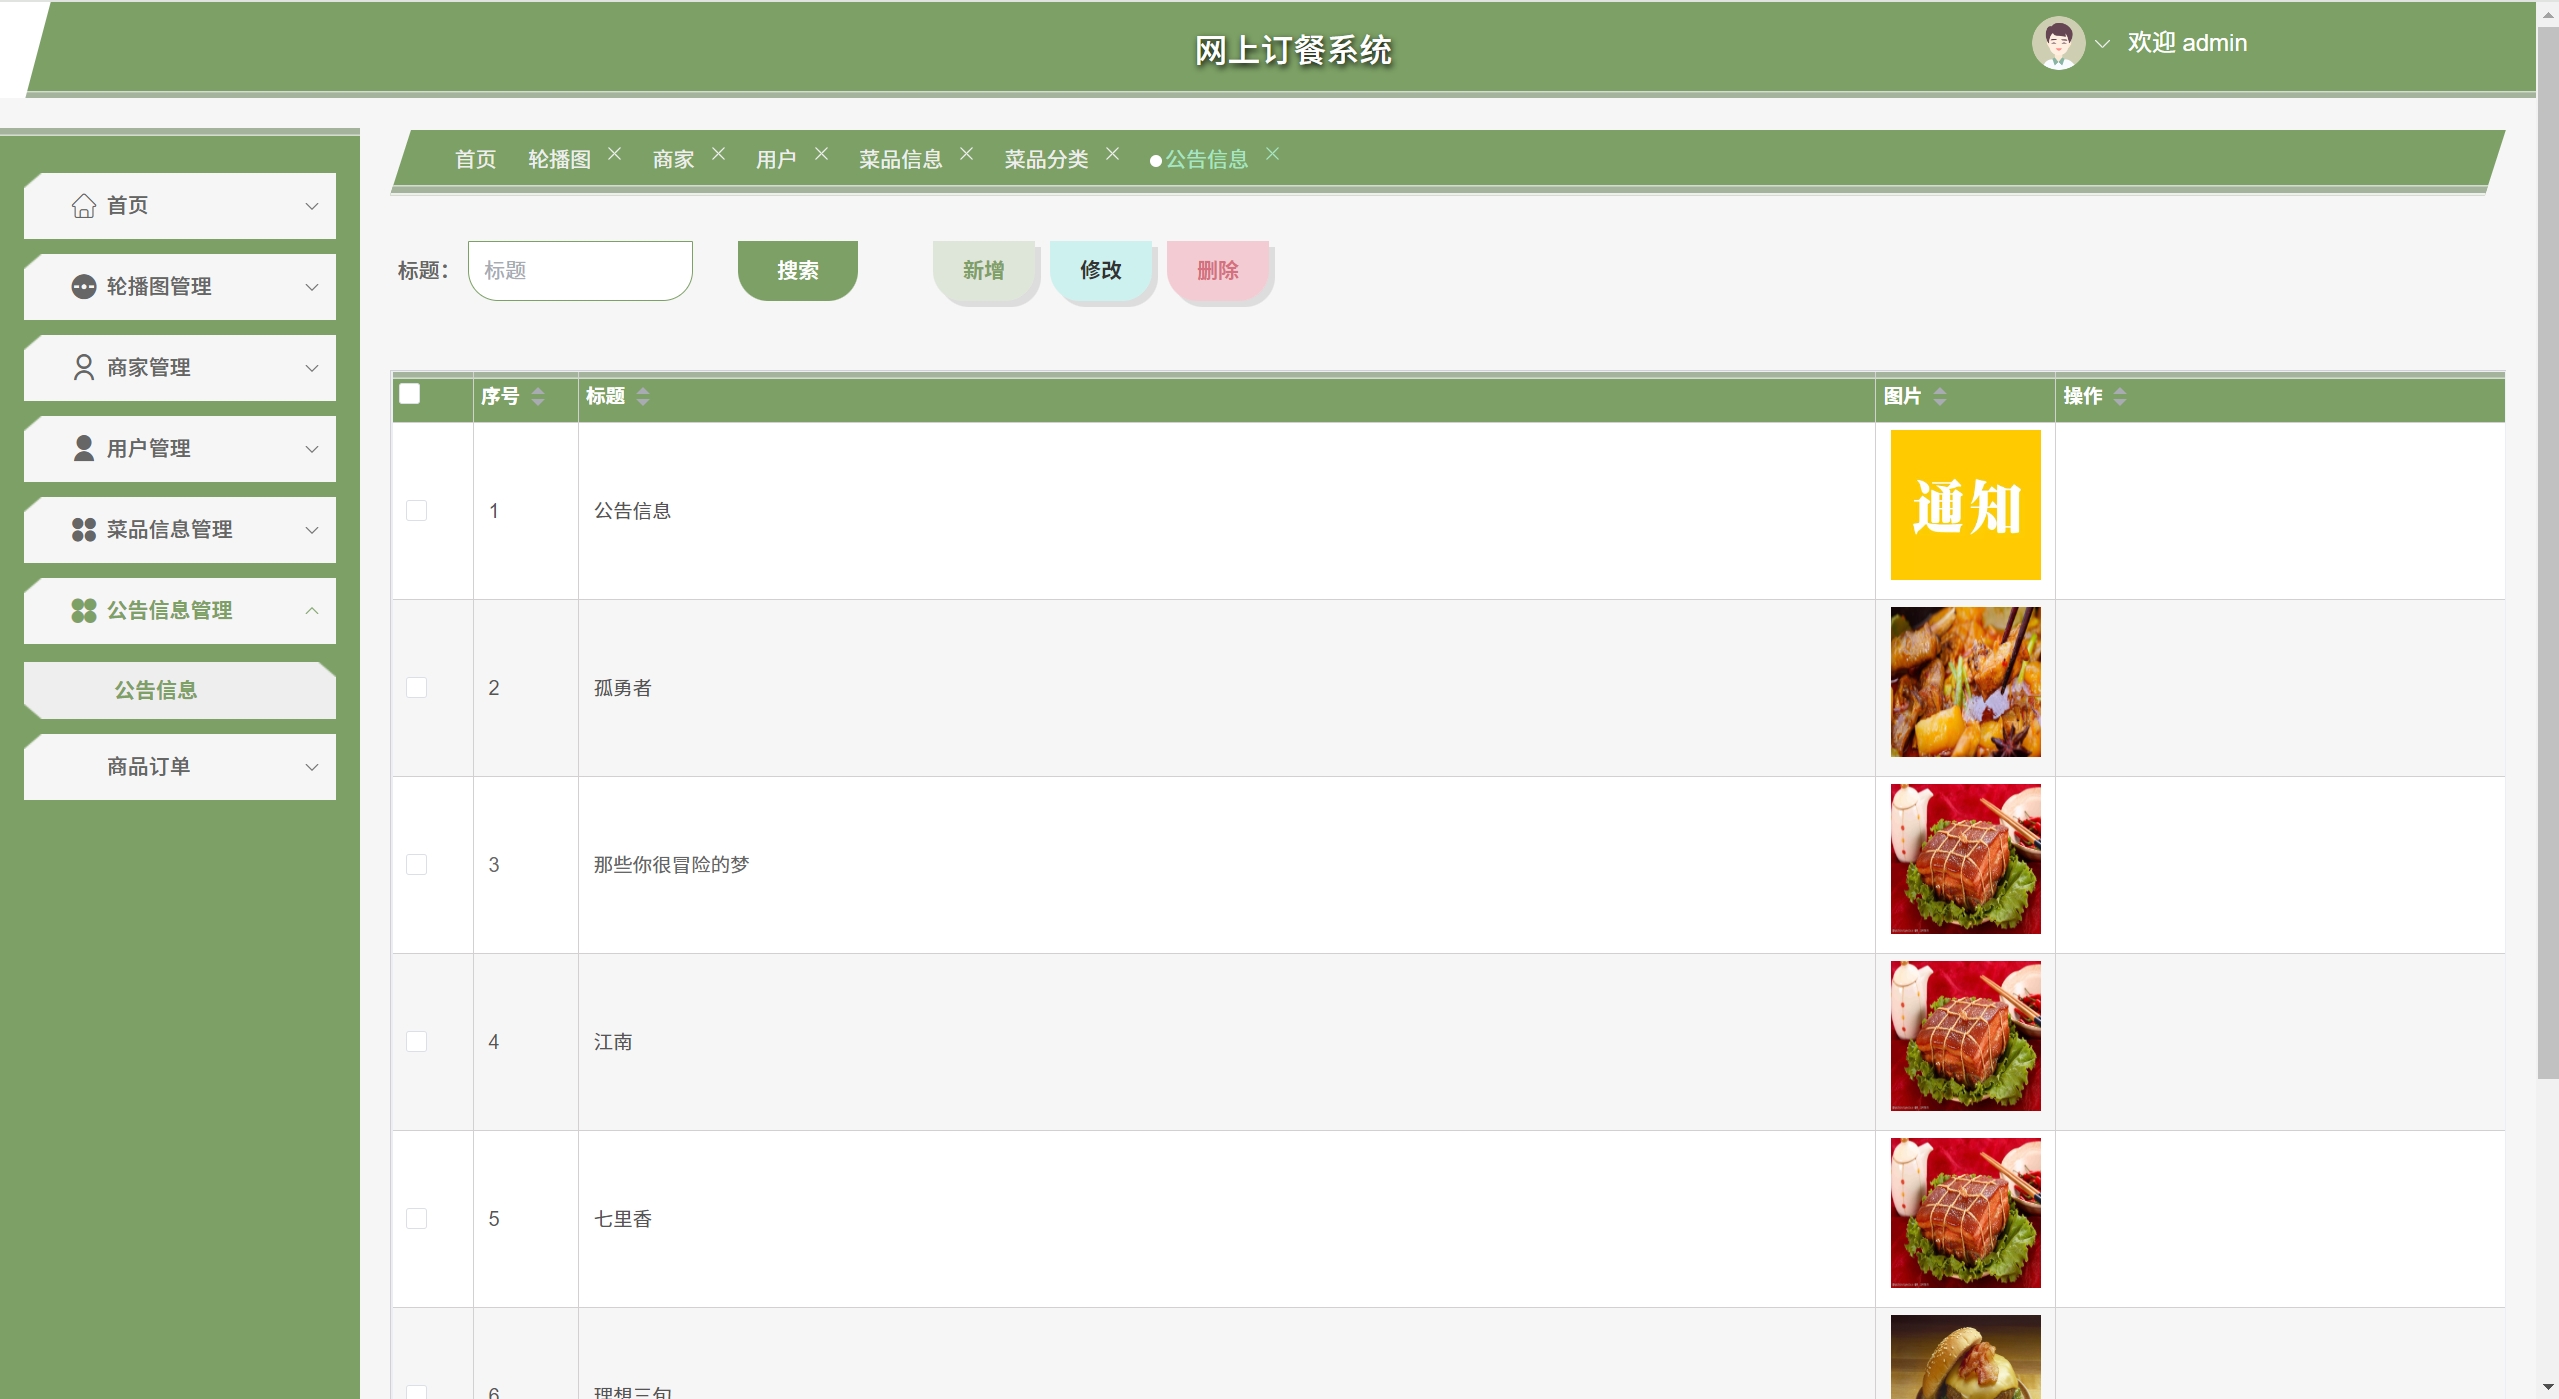 网上订餐系统
欢迎 admin
首页 轮播图 商家 用户 菜品信息 菜品分类 公告信息
首页
轮播图管理
商家管理
用户管理
菜品信息管理
公告信息管理
公告信息
商品订单
标题： 标题 搜索 新增 修改 删除
序号 标题 图片 操作
1 公告信息 通知
2 孤勇者
3 那些你很冒险的梦
4 江南
5 七里香
6 理想三旬